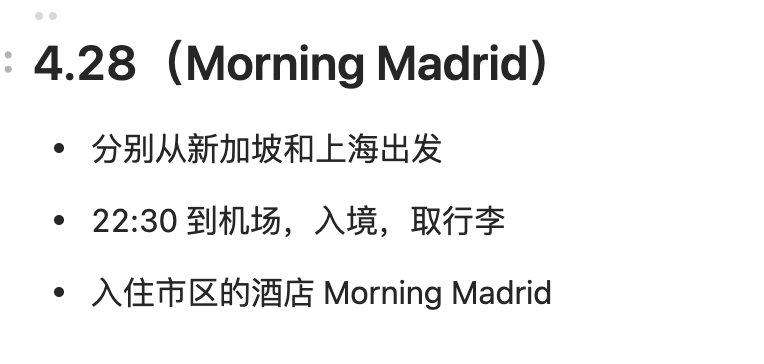 4.28（Morning Madrid）
• 分别从新加坡和上海出发
• 22:30 到机场，入境，取行李
• 入住市区的酒店 Morning Madrid